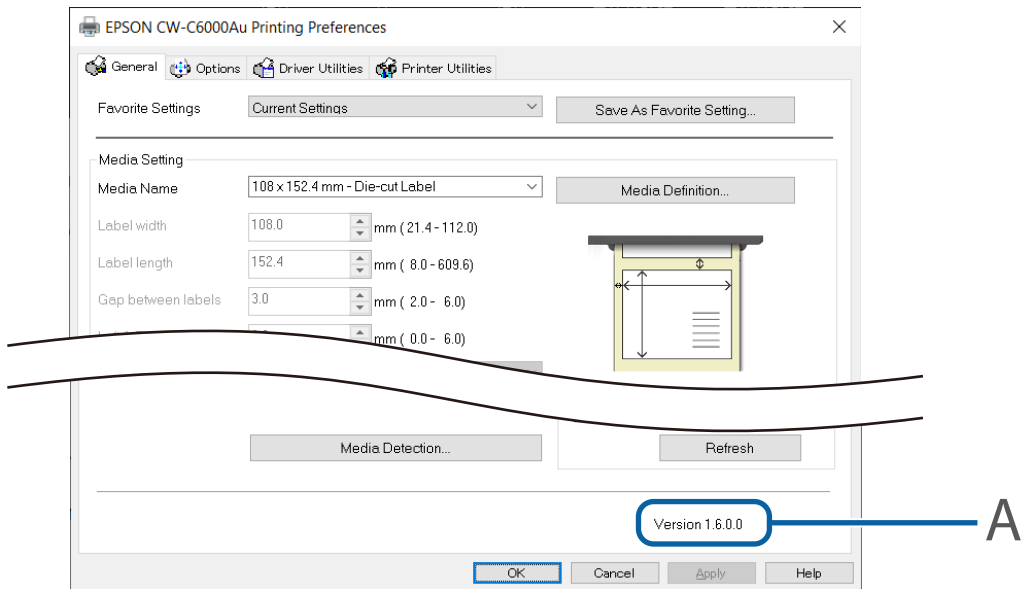 EPSON CW-C6000Au Printing Preferences
General Options Driver Utilities Printer Utilities
Favorite Settings Current Settings Save As Favorite Setting...
Media Setting
Media Name 108 x 152.4 mm - Die-cut Label Media Definition...
Label width 108.0 mm ( 21.4 - 112.0)
Label length 152.4 mm ( 8.0 - 609.6)
Gap between labels 3.0 mm ( 2.0 - 6.0)
mm ( 0.0 - 6.0)
Media Detection... Refresh
Version 1.6.0.0 A
OK Cancel Apply Help